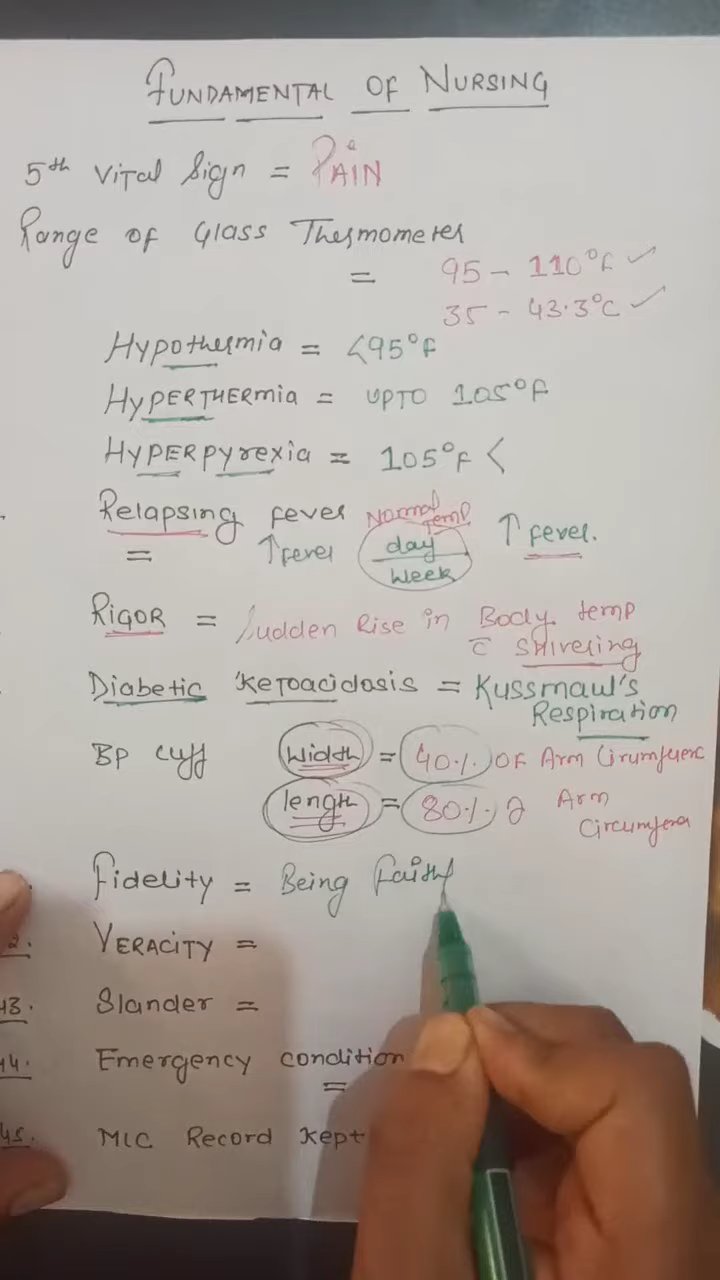 FUNDAMENTAL OF NURSING
5th Vital Sign = PAIN
Range of Glass Thermometer
= 95 - 110°F ✓
35 - 43.3°C ✓
Hypothermia = <95°F
HyPERTHERmia = UPTO 105°F
HyPERpyrexia = 105°F <
Relapsing fever Normal Temp
= ↑fever day ↑ fever.
week
RIGOR = Sudden Rise in Body temp
c̄ SHIVERING
Diabetic Ketoacidosis = Kussmaul's
RESPIRATION
BP cuff width = 40% OF Arm
length = 80% Arm
Fidelity = Being
VERACITY =
43. Slander =
44. Emergency condition
=
45. MLC Record Kept